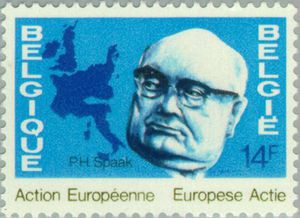 BELGIQUE
BELGIË
P.H. Spaak
14F
Action Européenne Europese Actie